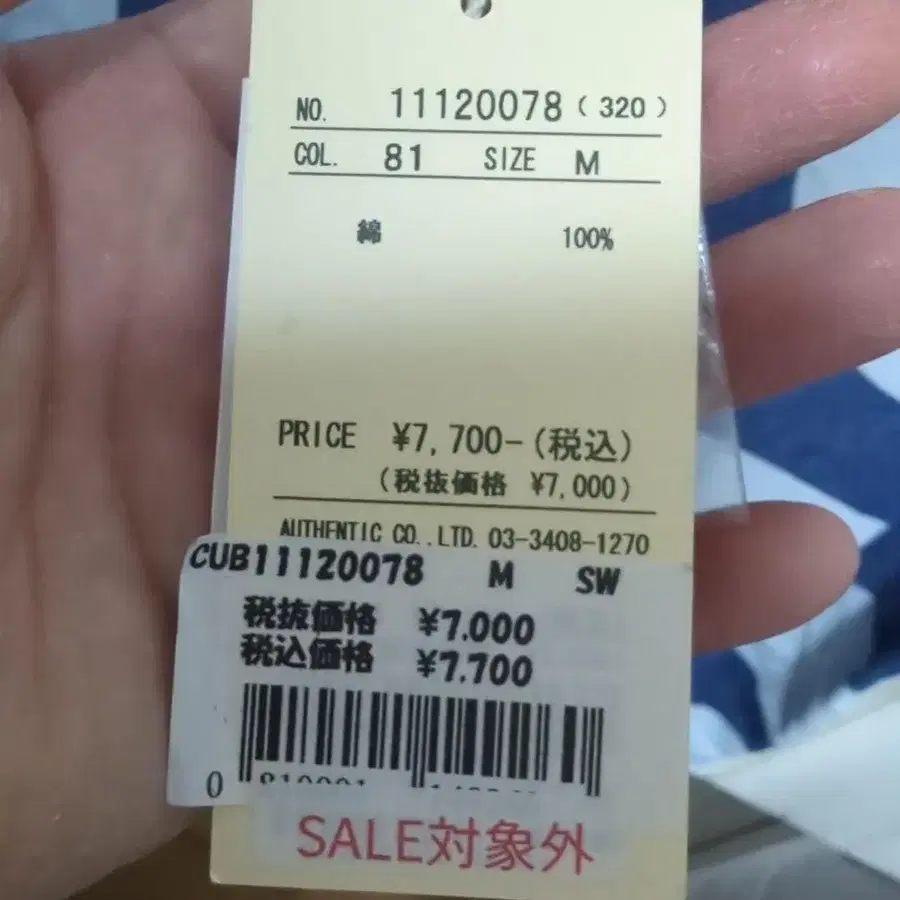 NO. 11120078 (320)
COL. 81 SIZE M
綿 100%
PRICE ¥7,700-(税込)
(税抜価格 ¥7,000)
AUTHENTIC CO.,LTD. 03-3408-1270
CUB11120078 M SW
税抜価格 ¥7.000
税込価格 ¥7.700
0
SALE対象外